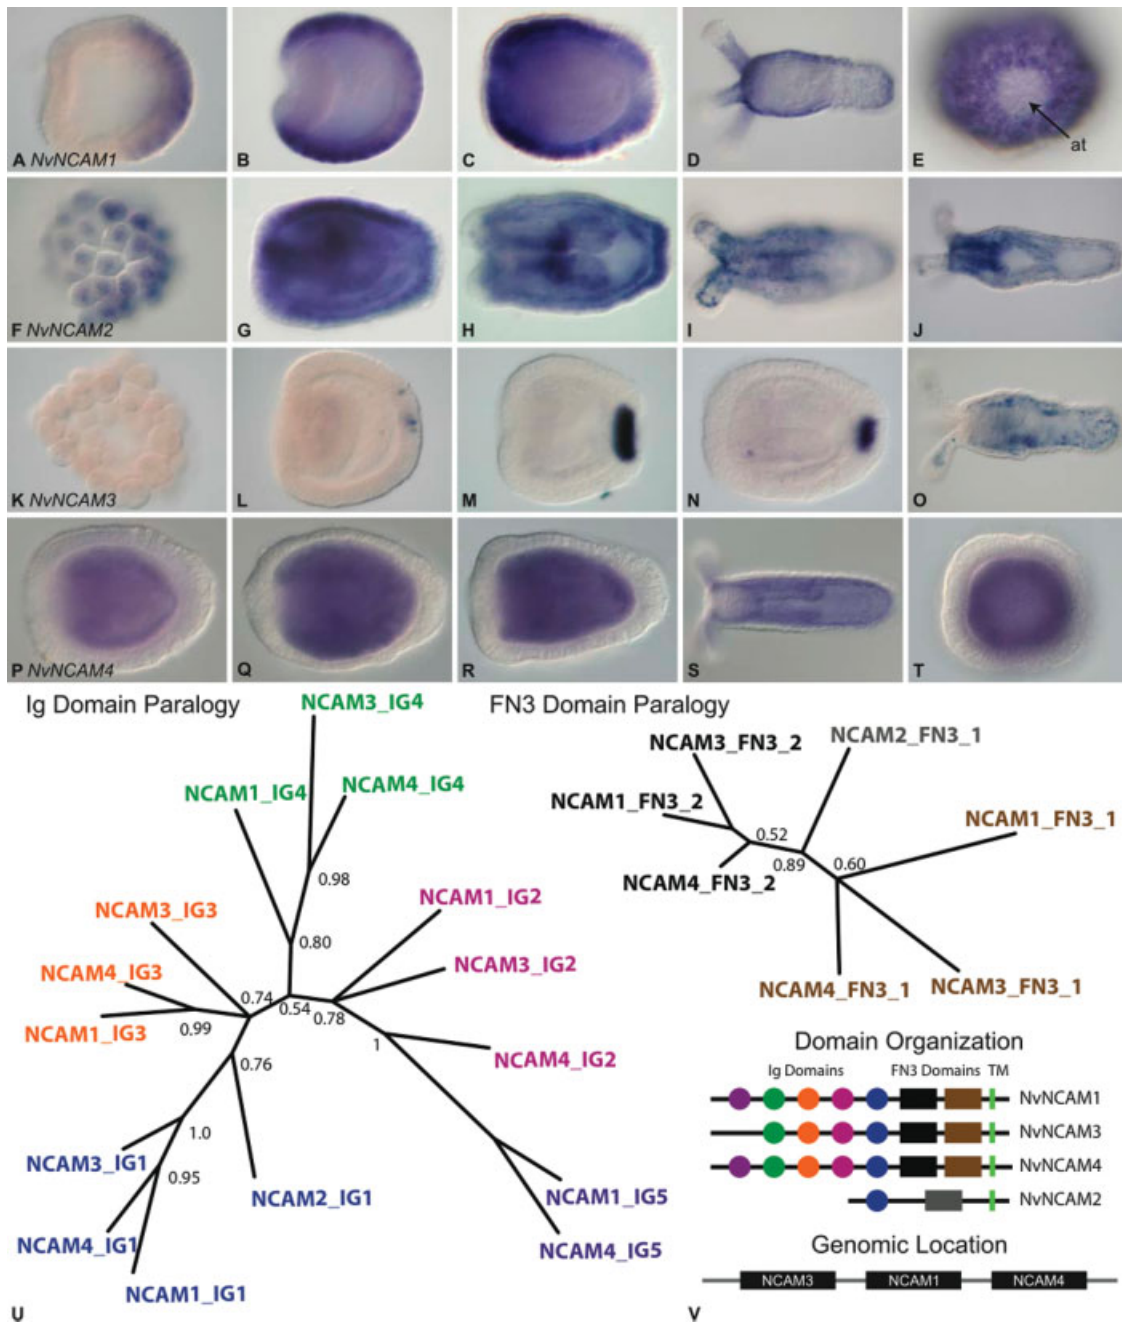 A NvNCAM1
B
C
D
E
at
F NvNCAM2
G
H
I
J
K NvNCAM3
L
M
N
O
P NvNCAM4
Q
R
S
T
Ig Domain Paralogy
NCAM3_IG4
NCAM1_IG4
NCAM4_IG4
0.98
NCAM1_IG2
NCAM3_IG3
0.80
NCAM3_IG2
NCAM4_IG3
0.74
0.54
0.78
NCAM1_IG3
0.99
1
NCAM4_IG2
0.76
1.0
NCAM3_IG1
0.95
NCAM2_IG1
NCAM1_IG5
NCAM4_IG1
NCAM4_IG5
NCAM1_IG1
U
FN3 Domain Paralogy
NCAM3_FN3_2
NCAM2_FN3_1
NCAM1_FN3_2
NCAM1_FN3_1
0.52
0.89
0.60
NCAM4_FN3_2
NCAM4_FN3_1
NCAM3_FN3_1
Domain Organization
Ig Domains FN3 Domains TM
NvNCAM1
NvNCAM3
NvNCAM4
NvNCAM2
Genomic Location
NCAM3 NCAM1 NCAM4
V